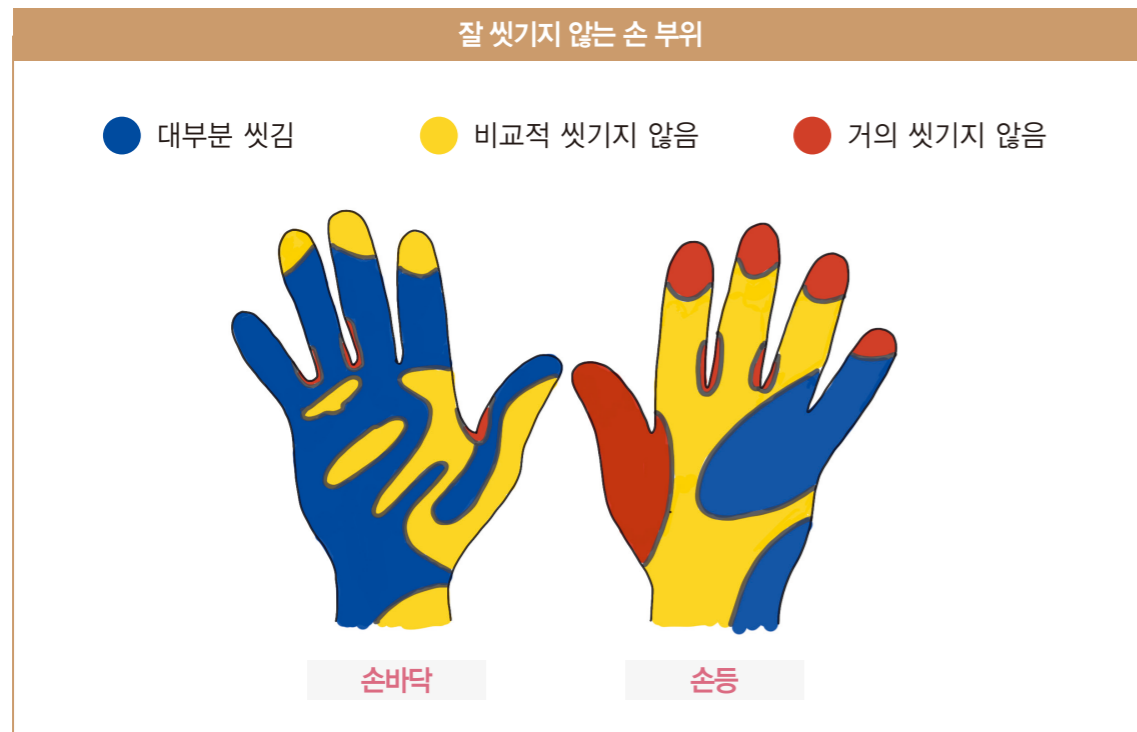 잘 씻기지 않는 손 부위
대부분 씻김
비교적 씻기지 않음
거의 씻기지 않음
손바닥
손등